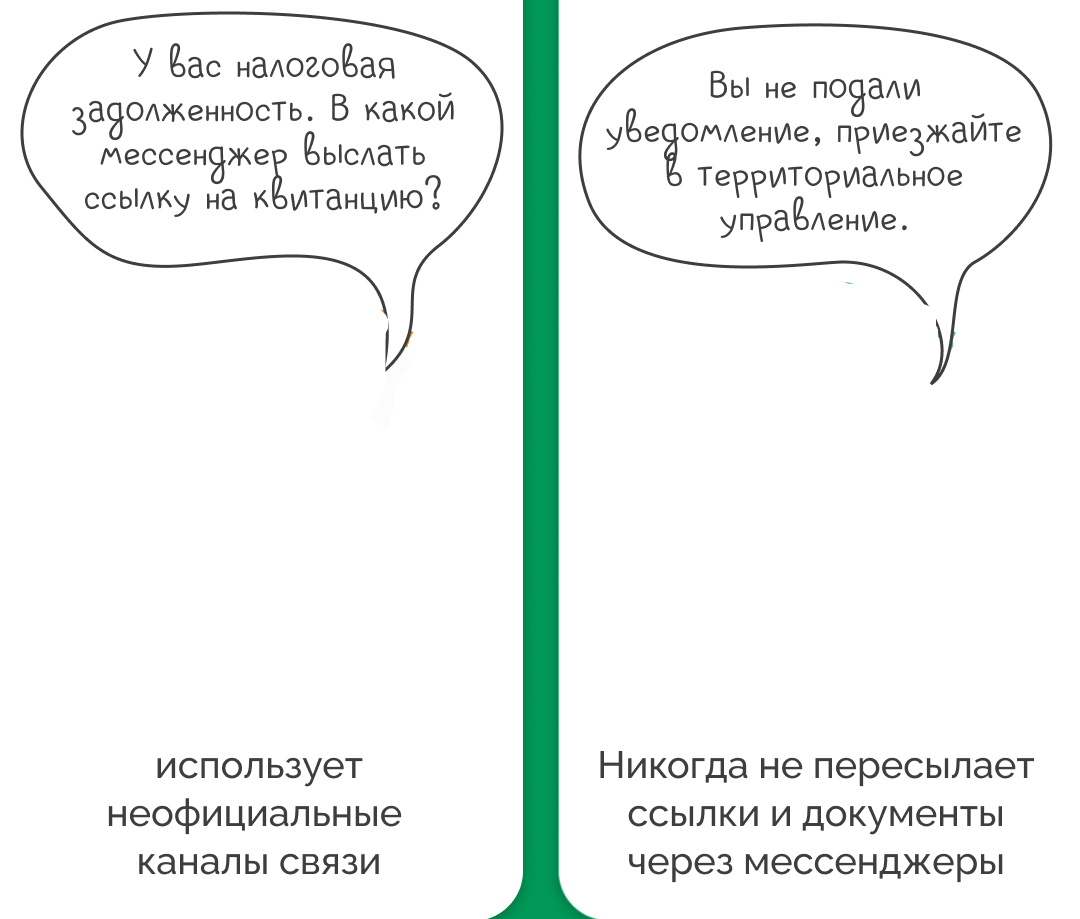 У вас налоговая
задолженность. В какой
мессенджер выслать
ссылку на квитанцию?
Вы не подали
уведомление, приезжайте
в территориальное
управление.
использует
неофициальные
каналы связи
Никогда не пересылает
ссылки и документы
через мессенджеры